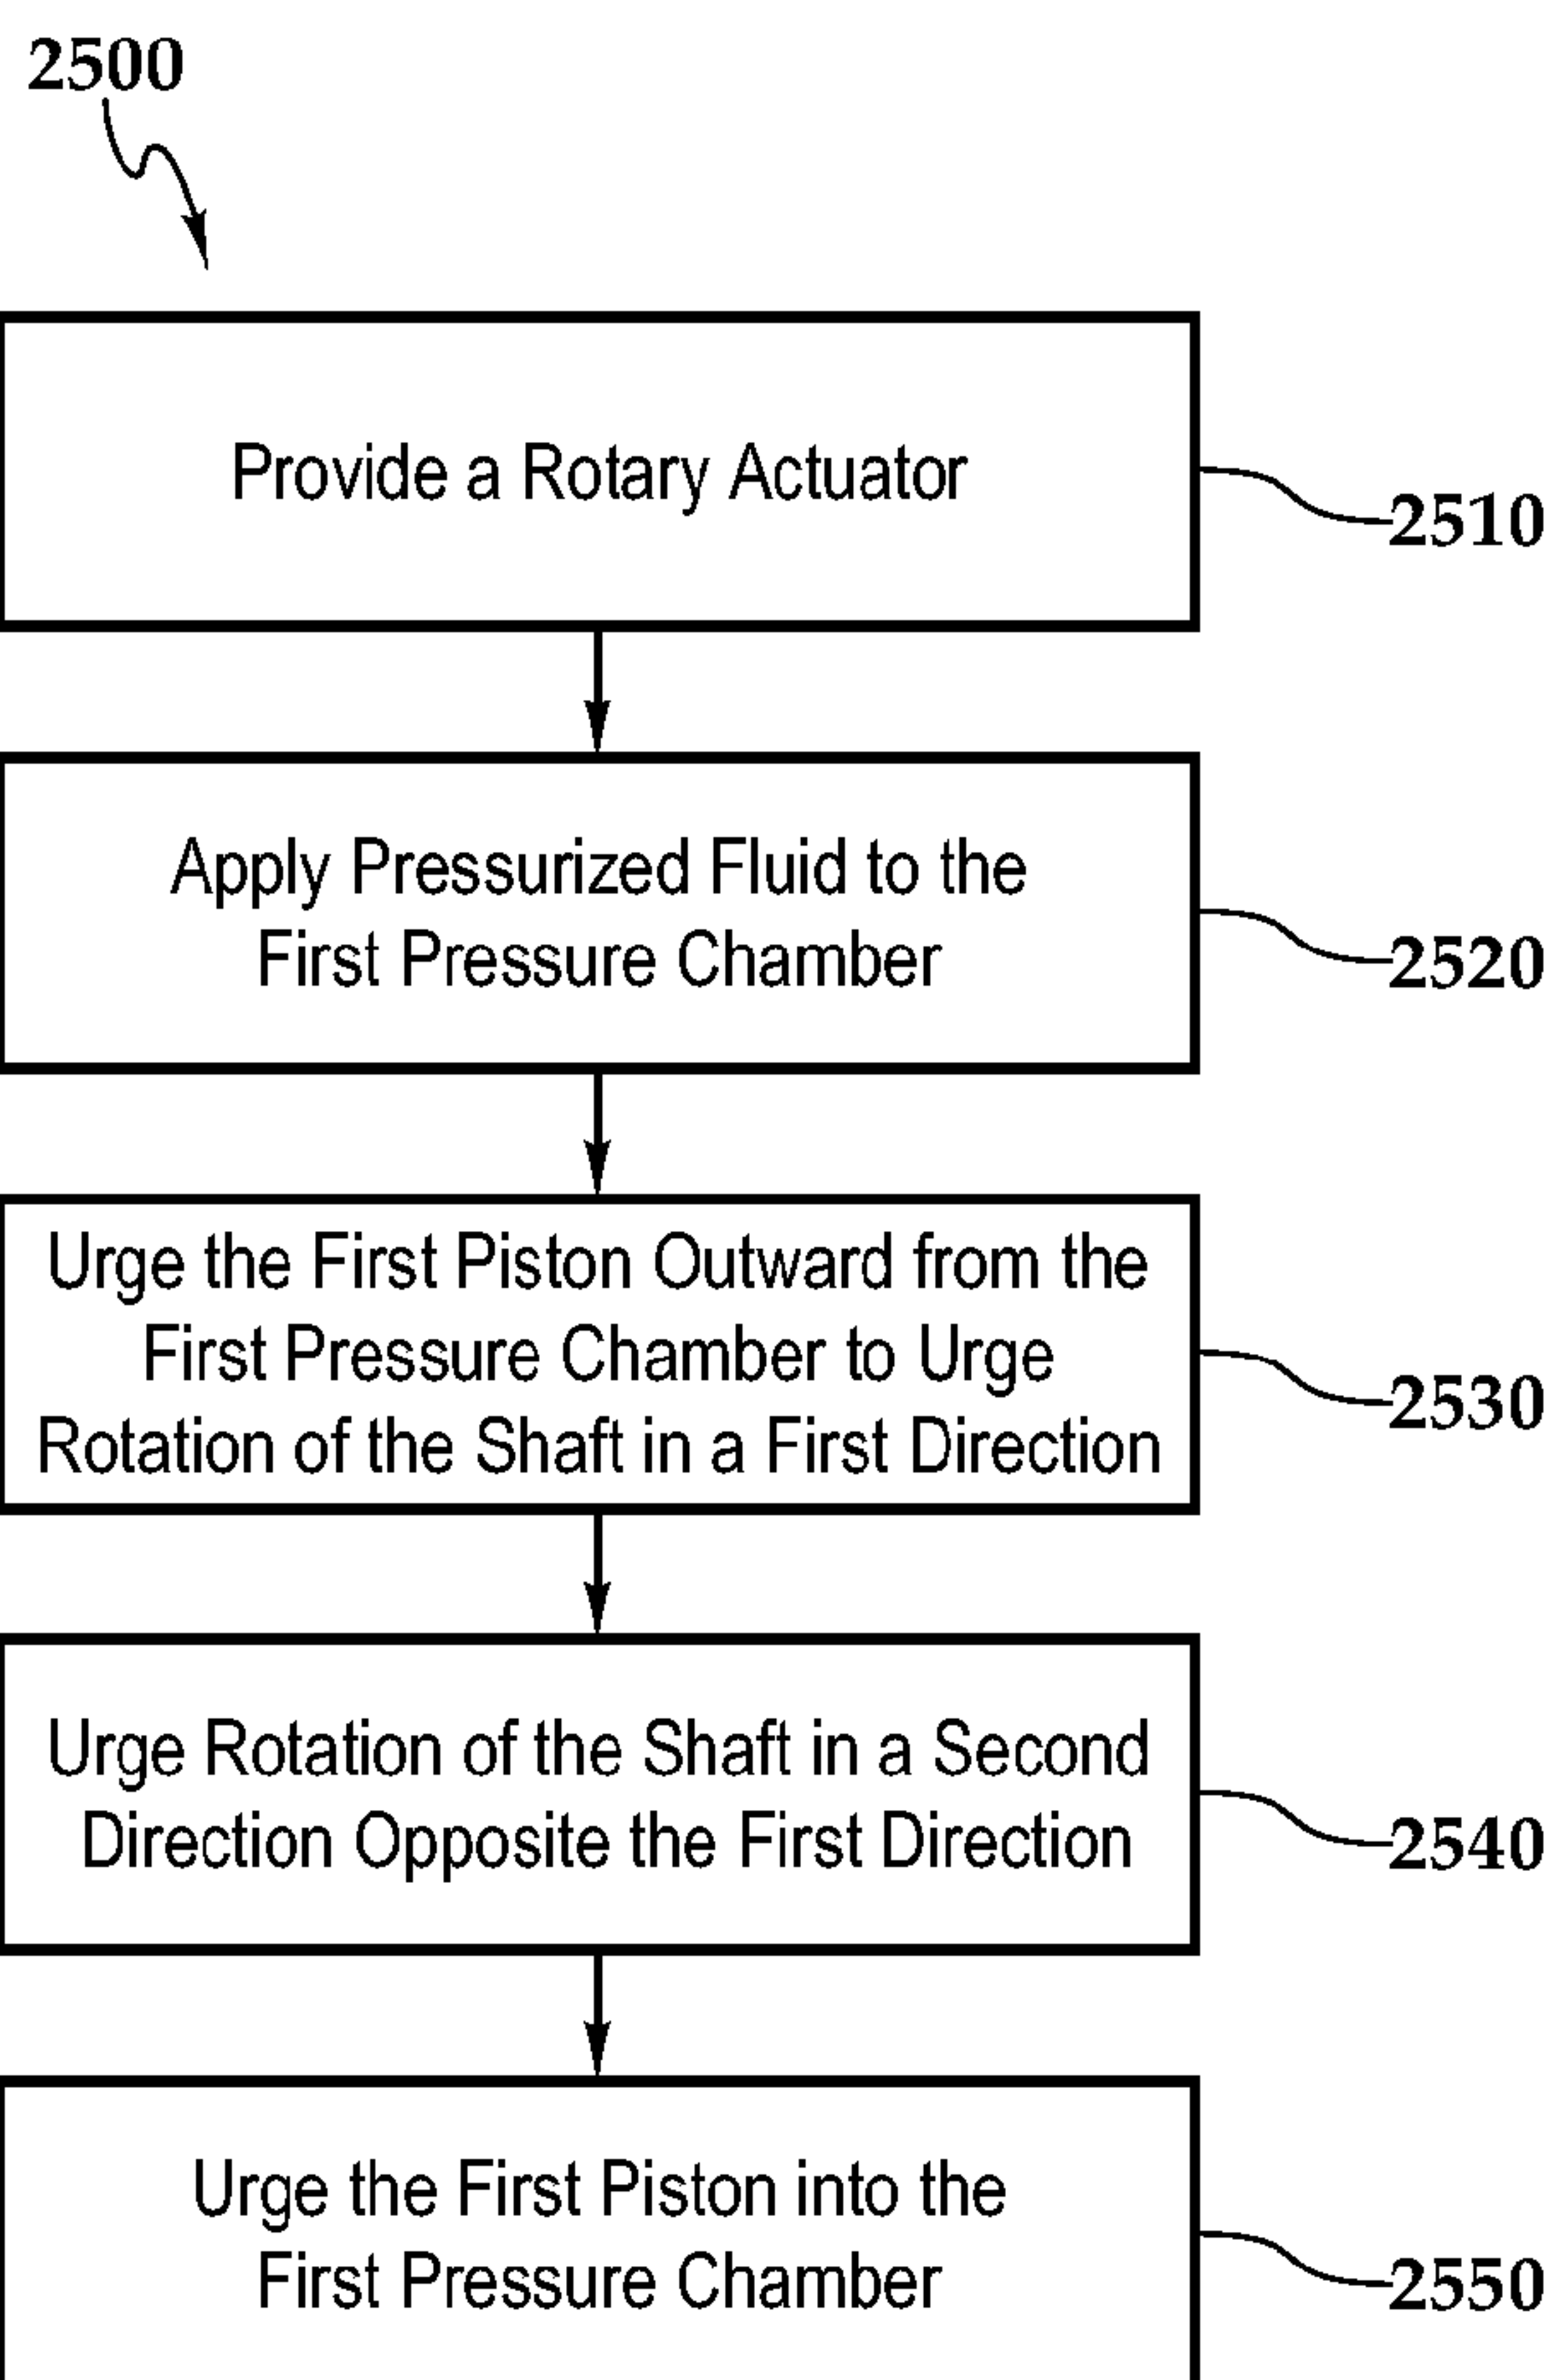 2500
Provide a Rotary Actuator
2510
Apply Pressurized Fluid to the
First Pressure Chamber
2520
Urge the First Piston Outward from the
First Pressure Chamber to Urge
Rotation of the Shaft in a First Direction
2530
Urge Rotation of the Shaft in a Second
Direction Opposite the First Direction
2540
Urge the First Piston into the
First Pressure Chamber
2550